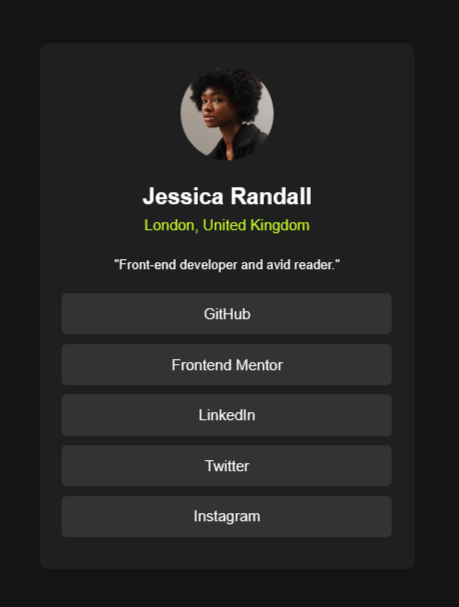 Jessica Randall
London, United Kingdom
"Front-end developer and avid reader."
GitHub
Frontend Mentor
LinkedIn
Twitter
Instagram